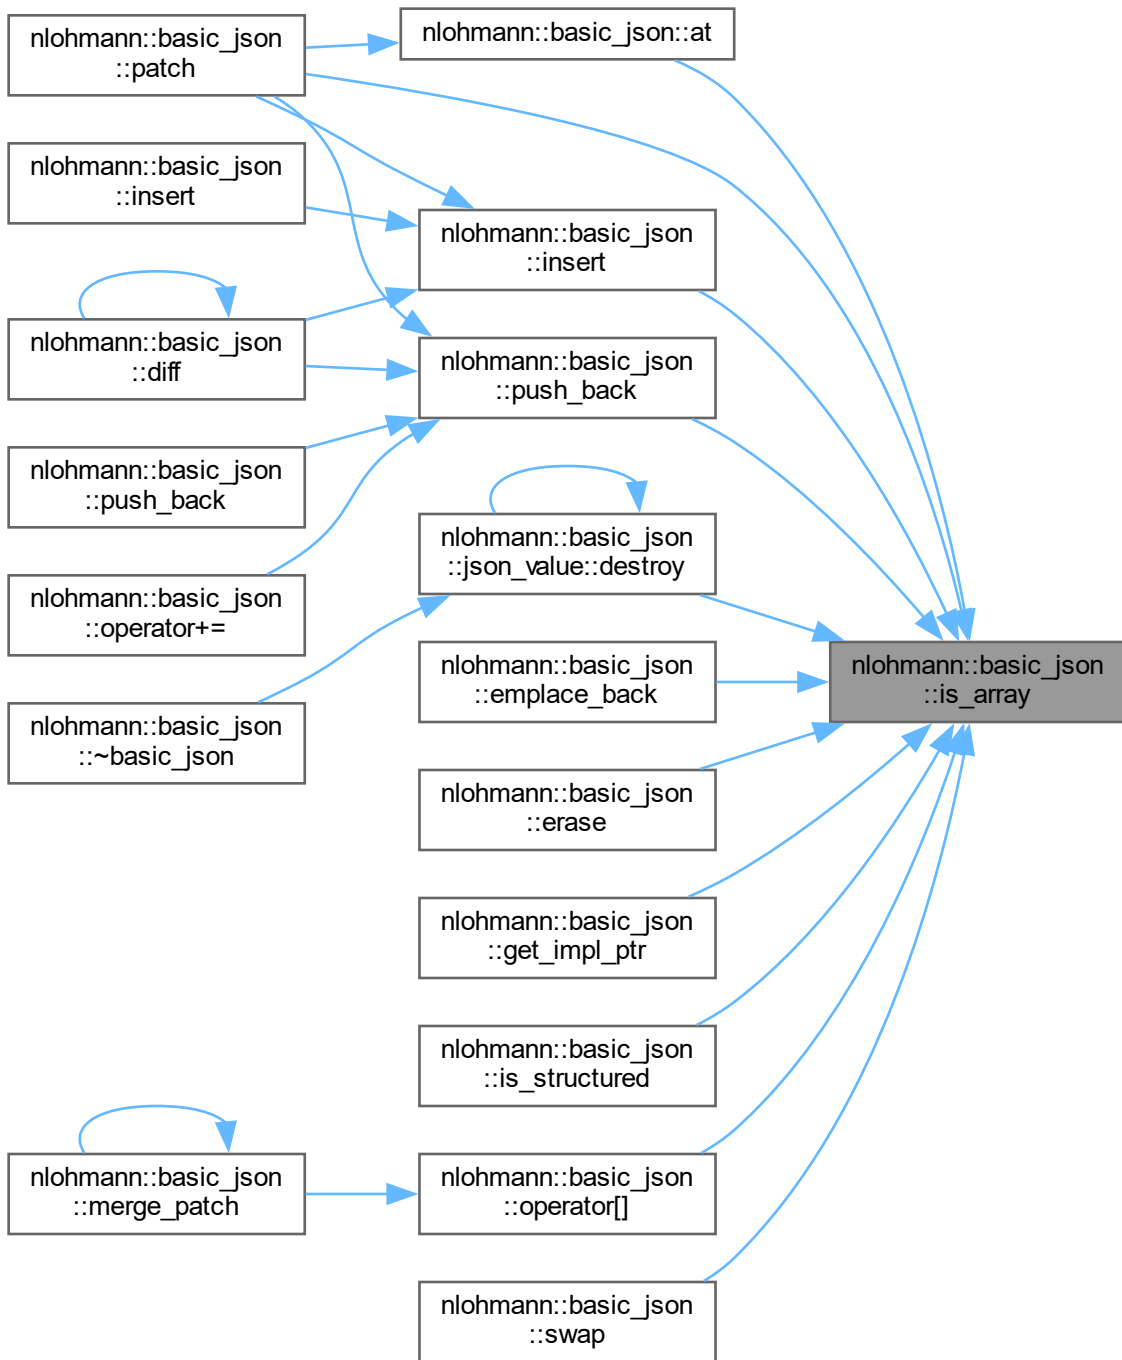 nlohmann::basic_json
::patch
nlohmann::basic_json::at
nlohmann::basic_json
::insert
nlohmann::basic_json
::insert
nlohmann::basic_json
::diff
nlohmann::basic_json
::push_back
nlohmann::basic_json
::push_back
nlohmann::basic_json
::json_value::destroy
nlohmann::basic_json
::operator+=
nlohmann::basic_json
::emplace_back
nlohmann::basic_json
::is_array
nlohmann::basic_json
::~basic_json
nlohmann::basic_json
::erase
nlohmann::basic_json
::get_impl_ptr
nlohmann::basic_json
::is_structured
nlohmann::basic_json
::merge_patch
nlohmann::basic_json
::operator[]
nlohmann::basic_json
::swap